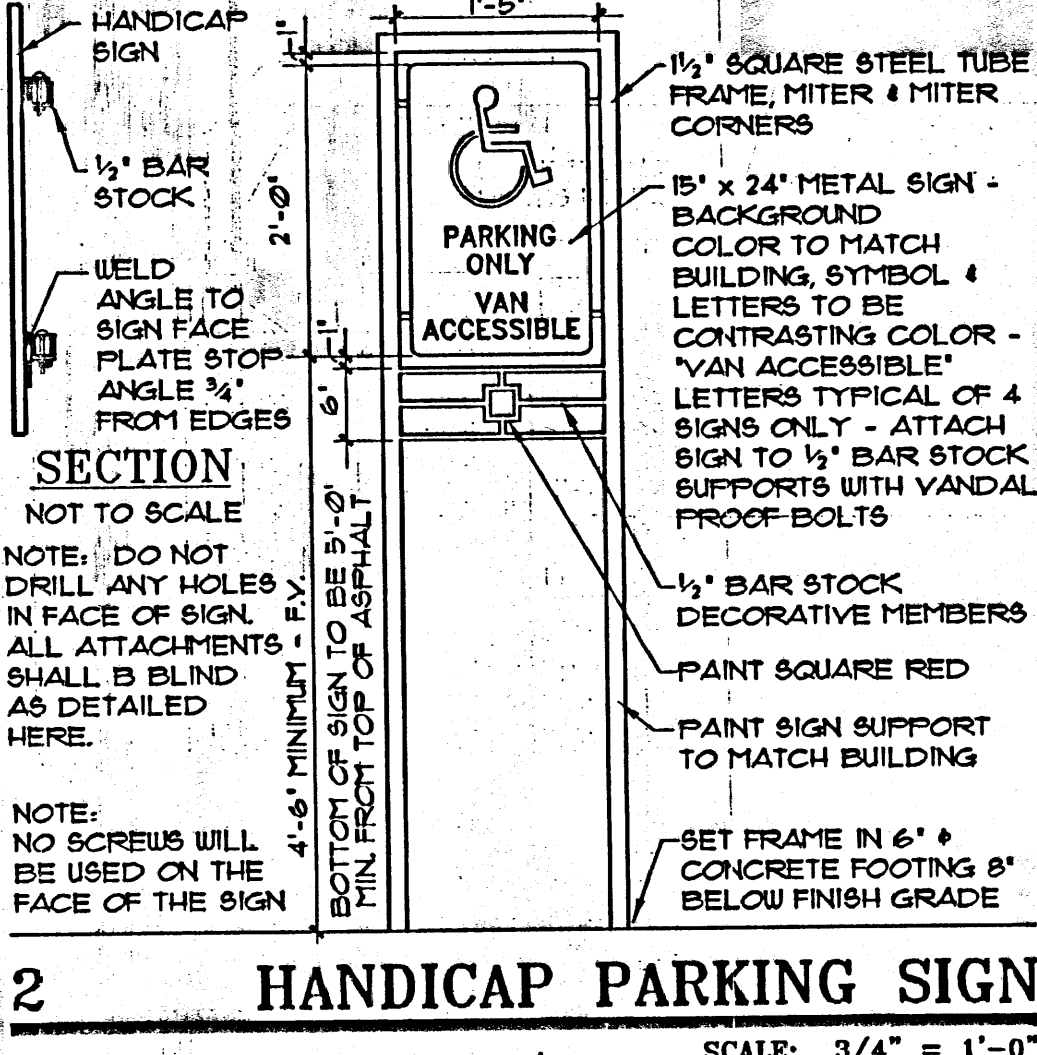 HANDICAP
SIGN
1/2" BAR
STOCK
WELD
ANGLE TO
SIGN FACE
PLATE STOP
ANGLE 3/4"
FROM EDGES
SECTION
NOT TO SCALE
NOTE: DO NOT
DRILL ANY HOLES
IN FACE OF SIGN.
ALL ATTACHMENTS
SHALL B BLIND
AS DETAILED
HERE.
NOTE:
NO SCREWS WILL
BE USED ON THE
FACE OF THE SIGN
1'-5"
1"
2'-0"
1"
6"
4'-6" MINIMUM - F.V.
BOTTOM OF SIGN TO BE 5'-0"
MIN. FROM TOP OF ASPHALT
PARKING
ONLY
VAN
ACCESSIBLE
1 1/2" SQUARE STEEL TUBE
FRAME, MITER & MITER
CORNERS
15" x 24" METAL SIGN -
BACKGROUND
COLOR TO MATCH
BUILDING, SYMBOL &
LETTERS TO BE
CONTRASTING COLOR -
"VAN ACCESSIBLE"
LETTERS TYPICAL OF 4
SIGNS ONLY - ATTACH
SIGN TO 1/2" BAR STOCK
SUPPORTS WITH VANDAL
PROOF BOLTS
1/2" BAR STOCK
DECORATIVE MEMBERS
PAINT SQUARE RED
PAINT SIGN SUPPORT
TO MATCH BUILDING
SET FRAME IN 6" φ
CONCRETE FOOTING 8"
BELOW FINISH GRADE
2 HANDICAP PARKING SIGN
SCALE: 3/4" = 1'-0"